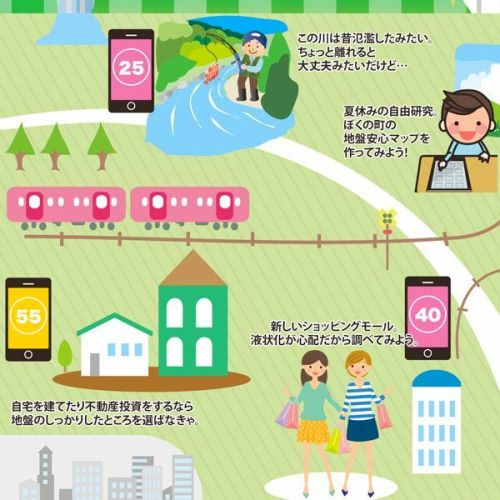 この川は昔氾濫したみたい。
ちょっと離れると
大丈夫みたいだけど…
25
夏休みの自由研究。
ぼくの町の
地盤安心マップを
作ってみよう!
55
40
新しいショッピングモール。
液状化が心配だから調べてみよう。
自宅を建てたり不動産投資をするなら
地盤のしっかりしたところを選ばなきゃ。